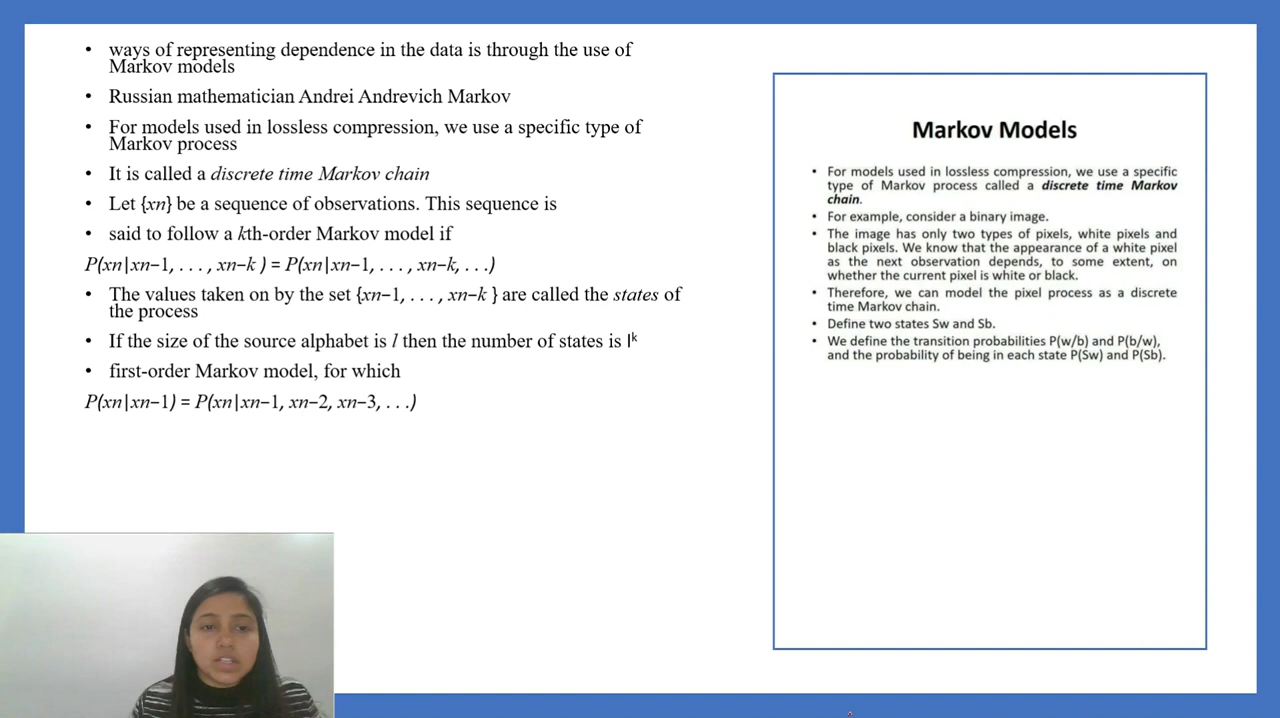 • ways of representing dependence in the data is through the use of
Markov models
• Russian mathematician Andrei Andrevich Markov
• For models used in lossless compression, we use a specific type of
Markov process
• It is called a discrete time Markov chain
• Let {xn} be a sequence of observations. This sequence is
• said to follow a kth-order Markov model if
P(xn|xn−1, . . . , xn−k ) = P(xn|xn−1, . . . , xn−k, . . .)
• The values taken on by the set {xn−1, . . . , xn−k } are called the states of
the process
• If the size of the source alphabet is l then the number of states is lᵏ
• first-order Markov model, for which
P(xn|xn−1) = P(xn|xn−1, xn−2, xn−3, . . .)
Markov Models
• For models used in lossless compression, we use a specific
type of Markov process called a discrete time Markov
chain.
• For example, consider a binary image.
• The image has only two types of pixels, white pixels and
black pixels. We know that the appearance of a white pixel
as the next observation depends, to some extent, on
whether the current pixel is white or black.
• Therefore, we can model the pixel process as a discrete
time Markov chain.
• Define two states Sw and Sb.
• We define the transition probabilities P(w/b) and P(b/w),
and the probability of being in each state P(Sw) and P(Sb).